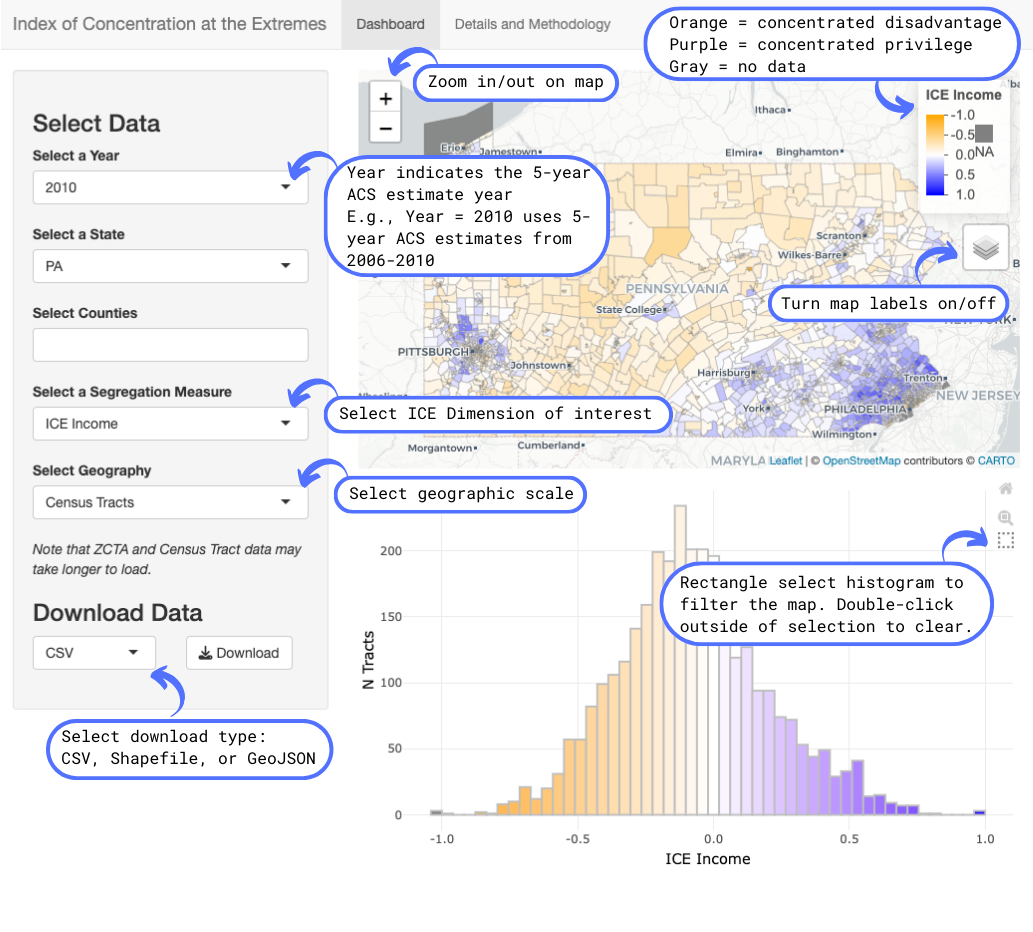 Index of Concentration at the Extremes
Dashboard
Details and Methodology
Orange = concentrated disadvantage
Purple = concentrated privilege
Gray = no data
Select Data
Select a Year
2010
Select a State
PA
Select Counties
Select a Segregation Measure
ICE Income
Select Geography
Census Tracts
Note that ZCTA and Census Tract data may
take longer to load.
Download Data
CSV
Download
Select download type:
CSV, Shapefile, or GeoJSON
Zoom in/out on map
+
−
Year indicates the 5-year
ACS estimate year
E.g., Year = 2010 uses 5-
year ACS estimates from
2006-2010
Select ICE Dimension of interest
Select geographic scale
ICE Income
-1.0
-0.5
0.0
0.5
1.0
NA
Turn map labels on/off
Ithaca
Erie
Jamestown
Elmira
Binghamton
Scranton
Wilkes-Barre
PENNSYLVANIA
State College
NEW YORK
PITTSBURGH
Johnstown
Harrisburg
Trenton
NEW JERSEY
York
PHILADELPHIA
Wilmington
Morgantown
Cumberland
MARYLA
Leaflet | © OpenStreetMap contributors © CARTO
Rectangle select histogram to
filter the map. Double-click
outside of selection to clear.
N Tracts
200
150
100
50
0
-1.0
-0.5
0.0
0.5
1.0
ICE Income